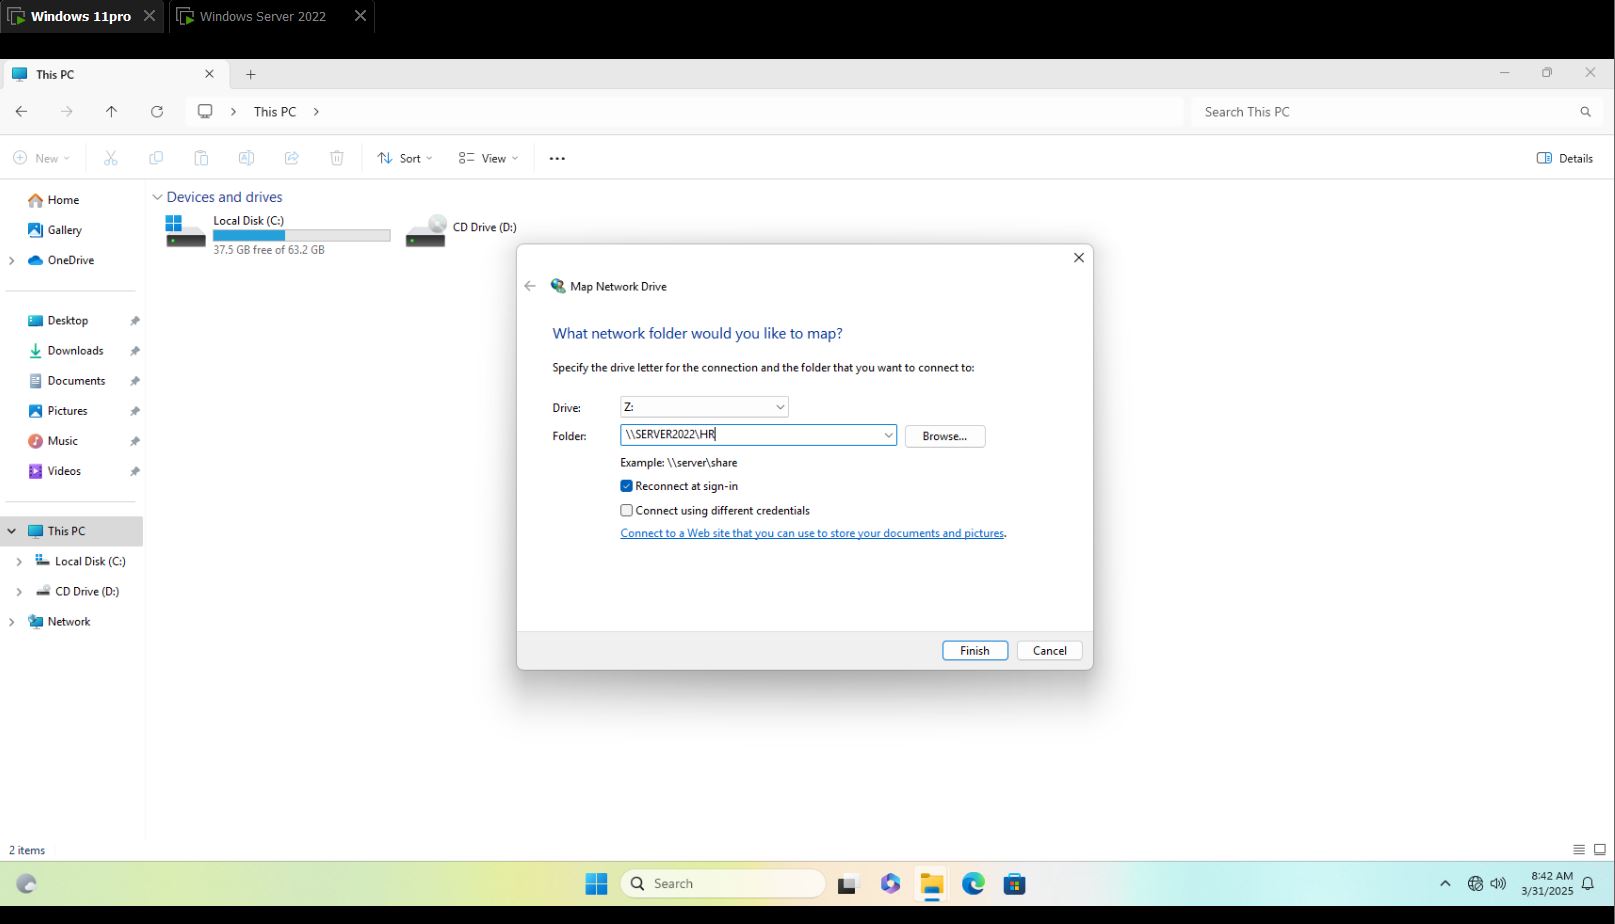 Windows 11pro
Windows Server 2022
This PC
This PC
Search This PC
New
Sort
View
Details
Home
Gallery
OneDrive
Desktop
Downloads
Documents
Pictures
Music
Videos
This PC
Local Disk (C:)
CD Drive (D:)
Network
Devices and drives
Local Disk (C:)
37.5 GB free of 63.2 GB
CD Drive (D:)
Map Network Drive
What network folder would you like to map?
Specify the drive letter for the connection and the folder that you want to connect to:
Drive:
Z:
Folder:
\\SERVER2022\HR
Browse...
Example: \\server\share
Reconnect at sign-in
Connect using different credentials
Connect to a Web site that you can use to store your documents and pictures.
Finish
Cancel
2 items
Search
8:42 AM
3/31/2025